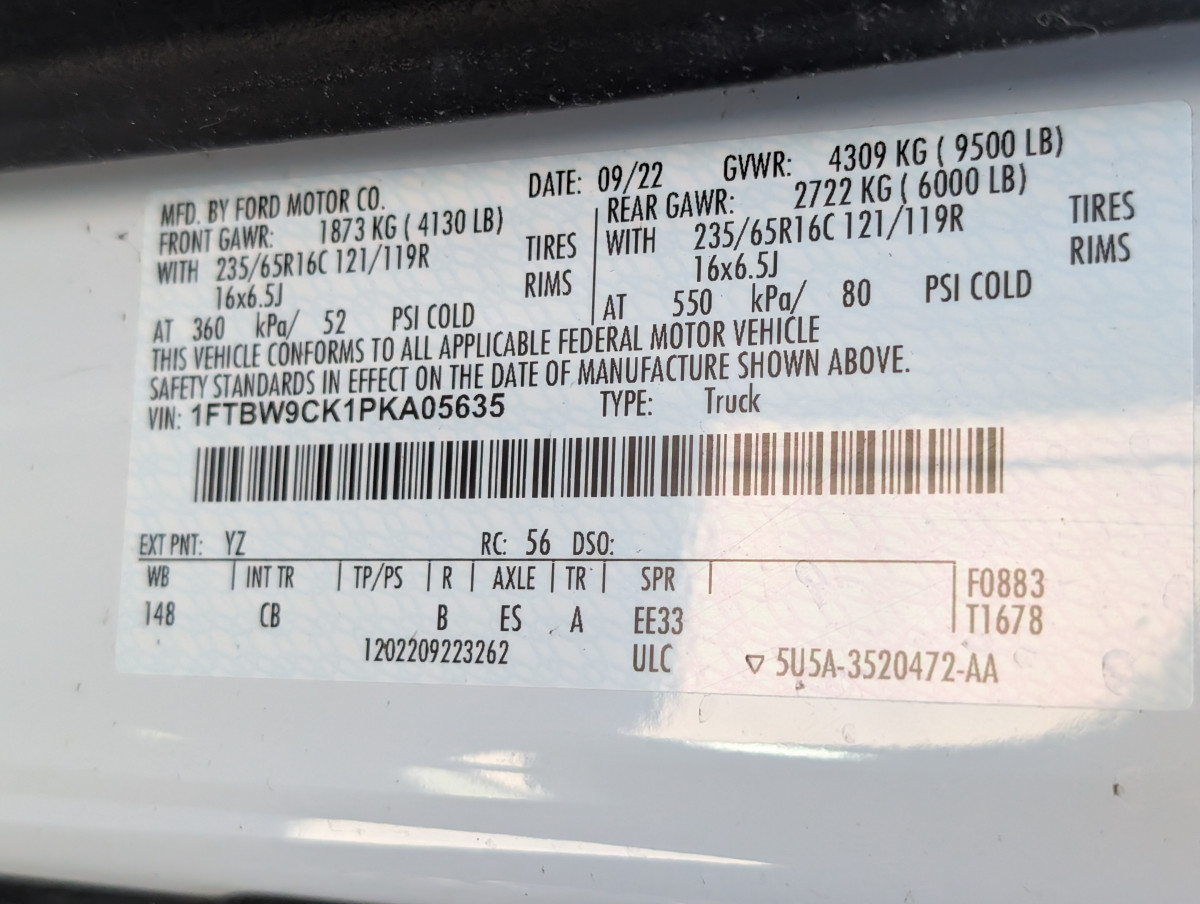 MFD. BY FORD MOTOR CO. DATE: 09/22 GVWR: 4309 KG ( 9500 LB)
FRONT GAWR: 1873 KG ( 4130 LB)
WITH 235/65R16C 121/119R TIRES
16x6.5J RIMS
AT 360 kPa/ 52 PSI COLD
REAR GAWR: 2722 KG ( 6000 LB)
WITH 235/65R16C 121/119R TIRES
16x6.5J RIMS
AT 550 kPa/ 80 PSI COLD
THIS VEHICLE CONFORMS TO ALL APPLICABLE FEDERAL MOTOR VEHICLE
SAFETY STANDARDS IN EFFECT ON THE DATE OF MANUFACTURE SHOWN ABOVE.
VIN: 1FTBW9CK1PKA05635 TYPE: Truck
EXT PNT: YZ RC: 56 DSO:
WB INT TR TP/PS R AXLE TR SPR F0883
148 CB B ES A EE33 T1678
1202209223262 ULC ▽ 5U5A-3520472-AA